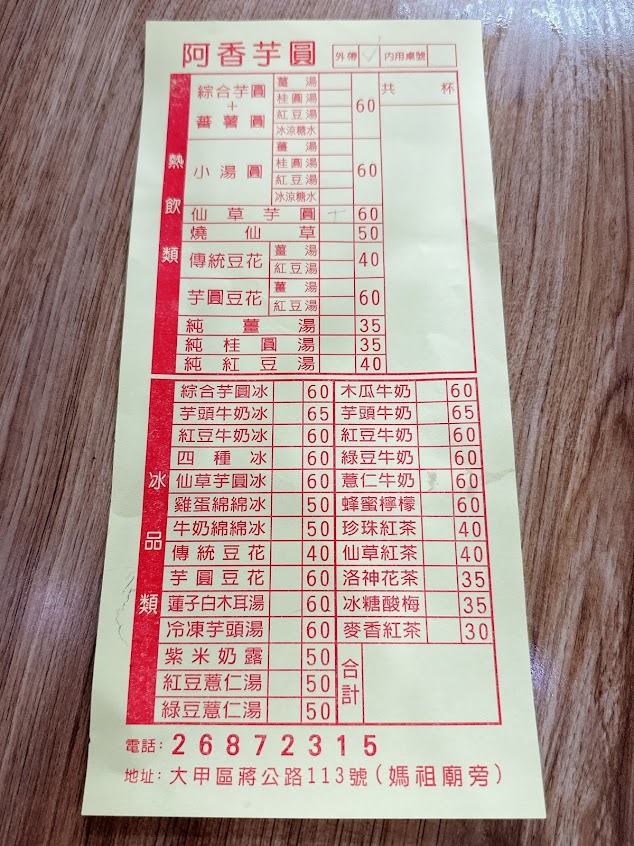 阿香芋圓 外帶 ✓ 內用桌號
熱飲類
共 杯
綜合芋圓+蕃薯圓 薑湯 60
桂圓湯
紅豆湯
冰涼糖水
小湯圓 薑湯 60
桂圓湯
紅豆湯
冰涼糖水
仙草芋圓 60
燒仙草 50
傳統豆花 薑湯 40
紅豆湯
芋圓豆花 薑湯 60
紅豆湯
純薑湯 35
純桂圓湯 35
純紅豆湯 40
冰品類
綜合芋圓冰 60 木瓜牛奶 60
芋頭牛奶冰 65 芋頭牛奶 65
紅豆牛奶冰 60 紅豆牛奶 60
四種冰 60 綠豆牛奶 60
仙草芋圓冰 60 薏仁牛奶 60
雞蛋綿綿冰 50 蜂蜜檸檬 60
牛奶綿綿冰 50 珍珠紅茶 40
傳統豆花 40 仙草紅茶 40
芋圓豆花 60 洛神花茶 35
蓮子白木耳湯 60 冰糖酸梅 35
冷凍芋頭湯 60 麥香紅茶 30
紫米奶露 50 合計
紅豆薏仁湯 50
綠豆薏仁湯 50
電話：26872315
地址：大甲區蔣公路113號（媽祖廟旁）